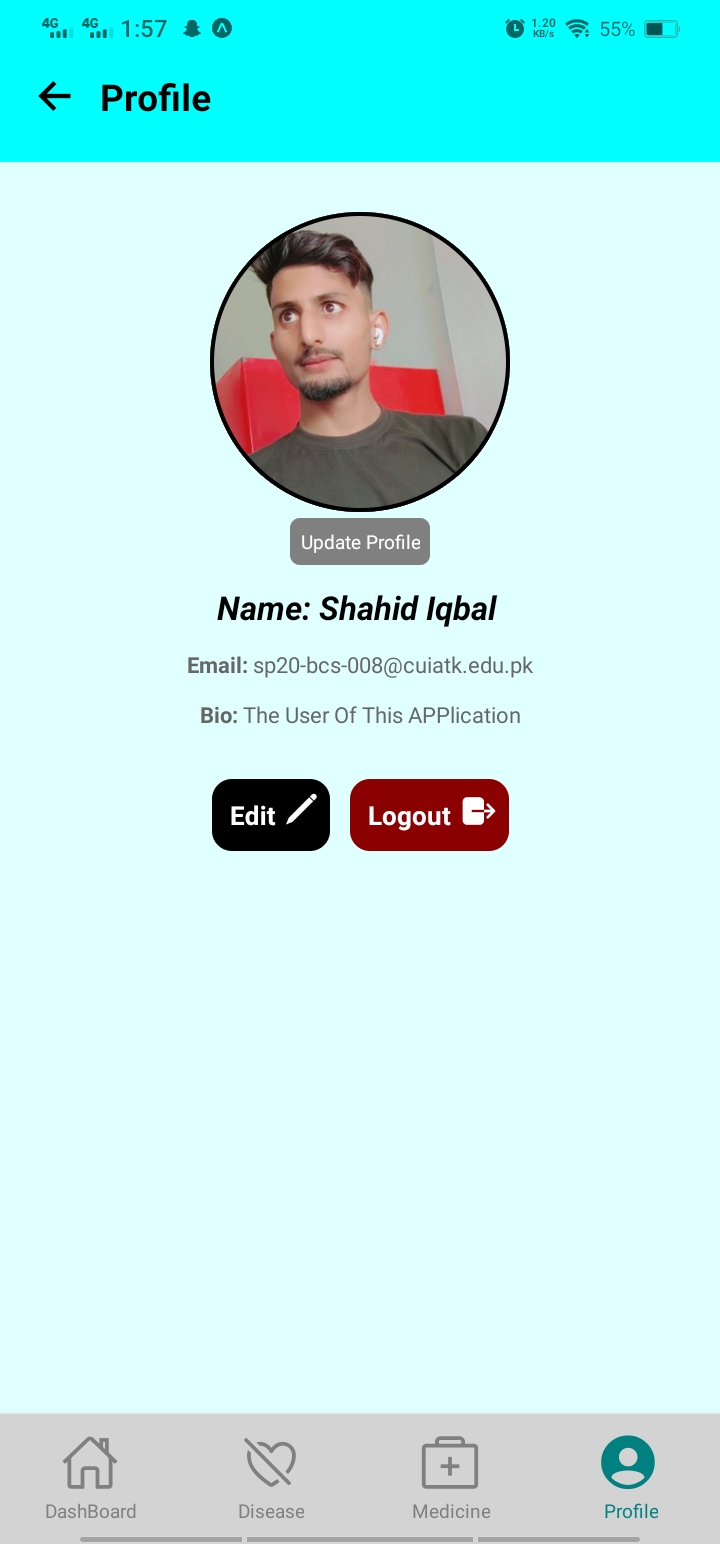 4G 4G 1:57 1.20 KB/s 55%
Profile
Update Profile
Name: Shahid Iqbal
Email: sp20-bcs-008@cuiatk.edu.pk
Bio: The User Of This APPlication
Edit Logout
DashBoard Disease Medicine Profile